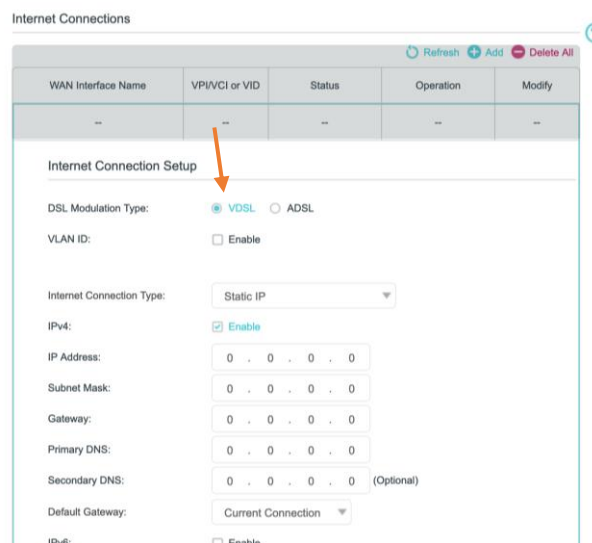 Internet Connections
Refresh Add Delete All
WAN Interface Name VPI/VCI or VID Status Operation Modify
-- -- -- -- --
Internet Connection Setup
DSL Modulation Type: VDSL ADSL
VLAN ID: Enable
Internet Connection Type: Static IP
IPv4: Enable
IP Address: 0 . 0 . 0 . 0
Subnet Mask: 0 . 0 . 0 . 0
Gateway: 0 . 0 . 0 . 0
Primary DNS: 0 . 0 . 0 . 0
Secondary DNS: 0 . 0 . 0 . 0 (Optional)
Default Gateway: Current Connection
IPv6: Enable